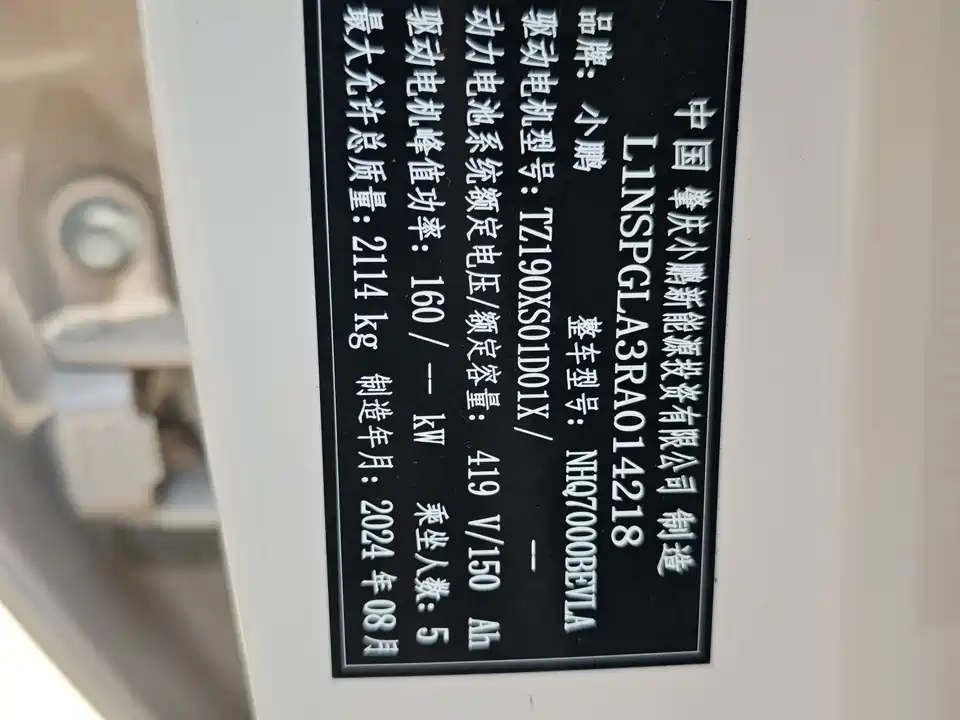 中国 肇庆小鹏新能源投资有限公司 制造
L1NSPGLA3RA014218
品牌: 小鹏 整车型号: NHQ7000BEVLA
驱动电机型号: TZ190XS01D01X/ --
动力电池系统额定电压/额定容量: 419 V/150 Ah
驱动电机峰值功率: 160/ -- kW 乘坐人数: 5
最大允许总质量: 2114 kg 制造年月: 2024 年 08 月